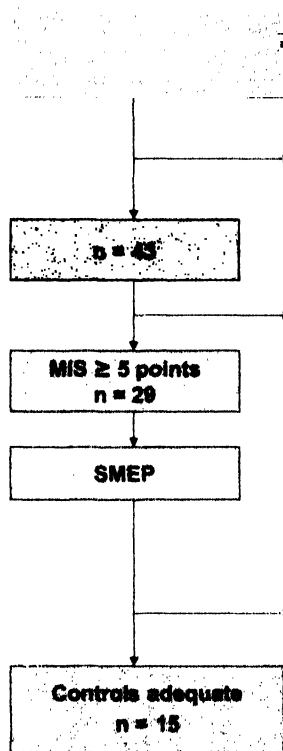 n = 43
MIS ≥ 5 points
n = 29
SMEP
Controls adequate
n = 15